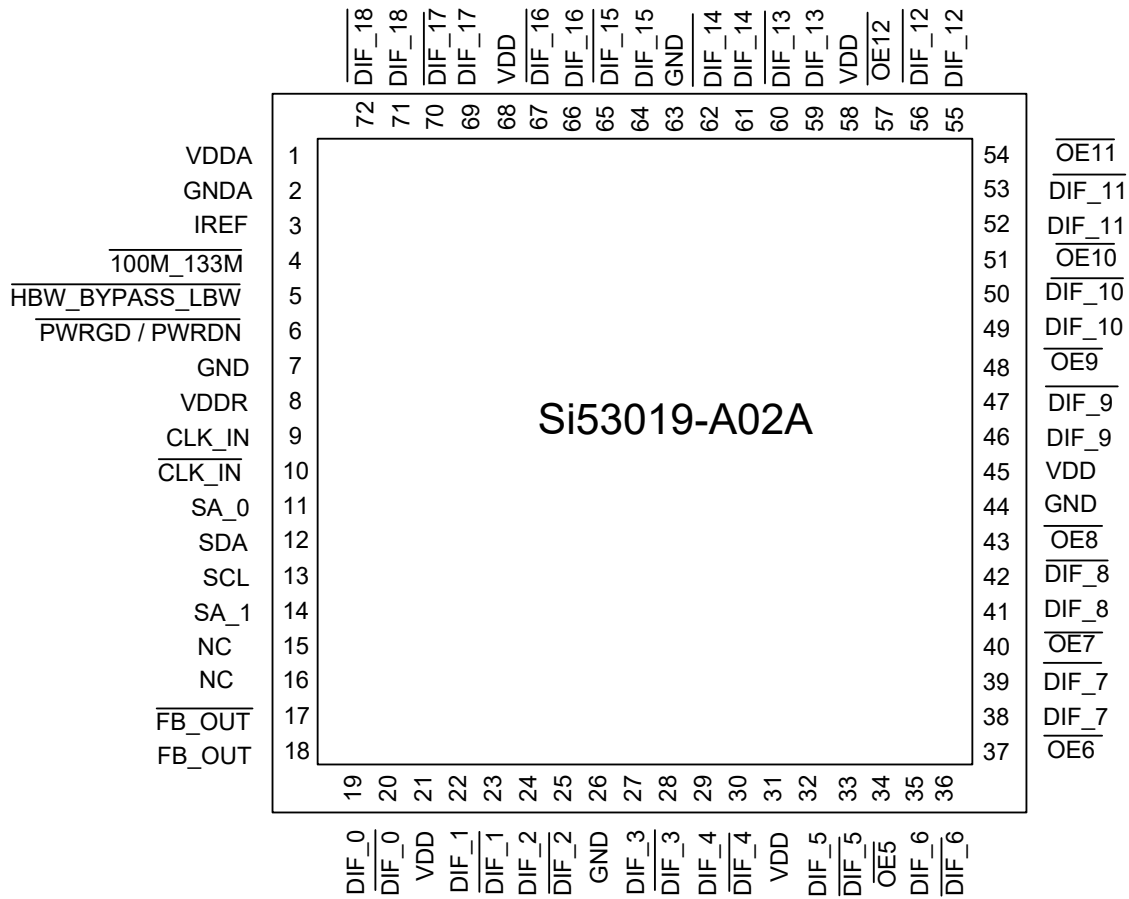 DIF_18
DIF_18
DIF_17
DIF_17
VDD
DIF_16
DIF_16
DIF_15
DIF_15
GND
DIF_14
DIF_14
DIF_13
DIF_13
VDD
OE12
DIF_12
DIF_12
72
71
70
69
68
67
66
65
64
63
62
61
60
59
58
57
56
55
VDDA 1
GNDA 2
IREF 3
100M_133M 4
HBW_BYPASS_LBW 5
PWRGD / PWRDN 6
GND 7
VDDR 8
CLK_IN 9
CLK_IN 10
SA_0 11
SDA 12
SCL 13
SA_1 14
NC 15
NC 16
FB_OUT 17
FB_OUT 18
Si53019-A02A
54 OE11
53 DIF_11
52 DIF_11
51 OE10
50 DIF_10
49 DIF_10
48 OE9
47 DIF_9
46 DIF_9
45 VDD
44 GND
43 OE8
42 DIF_8
41 DIF_8
40 OE7
39 DIF_7
38 DIF_7
37 OE6
19
20
21
22
23
24
25
26
27
28
29
30
31
32
33
34
35
36
DIF_0
DIF_0
VDD
DIF_1
DIF_1
DIF_2
DIF_2
GND
DIF_3
DIF_3
DIF_4
DIF_4
VDD
DIF_5
DIF_5
OE5
DIF_6
DIF_6